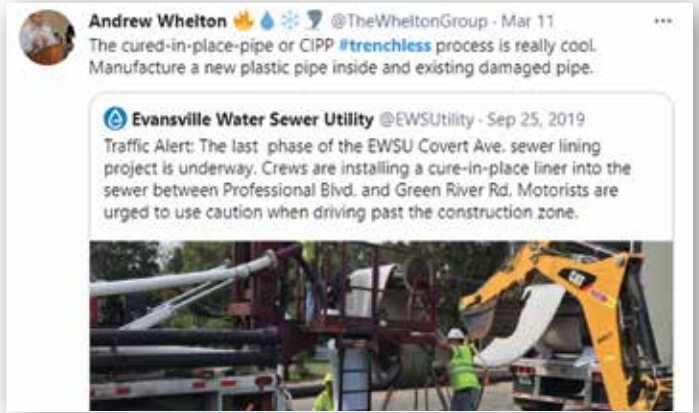 Andrew Whelton 🔥💧❄️🌪️ @TheWheltonGroup · Mar 11 ...
The cured-in-place-pipe or CIPP #trenchless process is really cool.
Manufacture a new plastic pipe inside and existing damaged pipe.
Evansville Water Sewer Utility @EWSUtility · Sep 25, 2019
Traffic Alert: The last phase of the EWSU Covert Ave. sewer lining
project is underway. Crews are installing a cure-in-place liner into the
sewer between Professional Blvd. and Green River Rd. Motorists are
urged to use caution when driving past the construction zone.
CAT